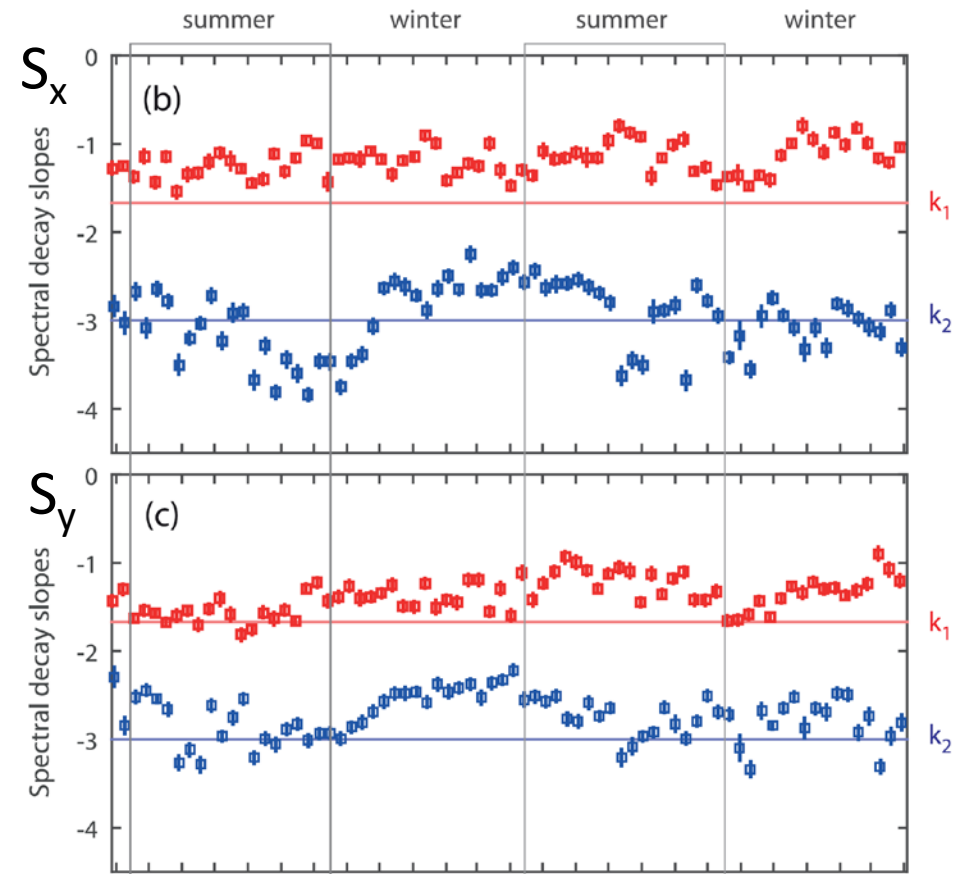 summer winter summer winter
Sx
(b)
Spectral decay slopes
0
-1
-2
-3
-4
k1
k2
Sy
(c)
Spectral decay slopes
0
-1
-2
-3
-4
k1
k2